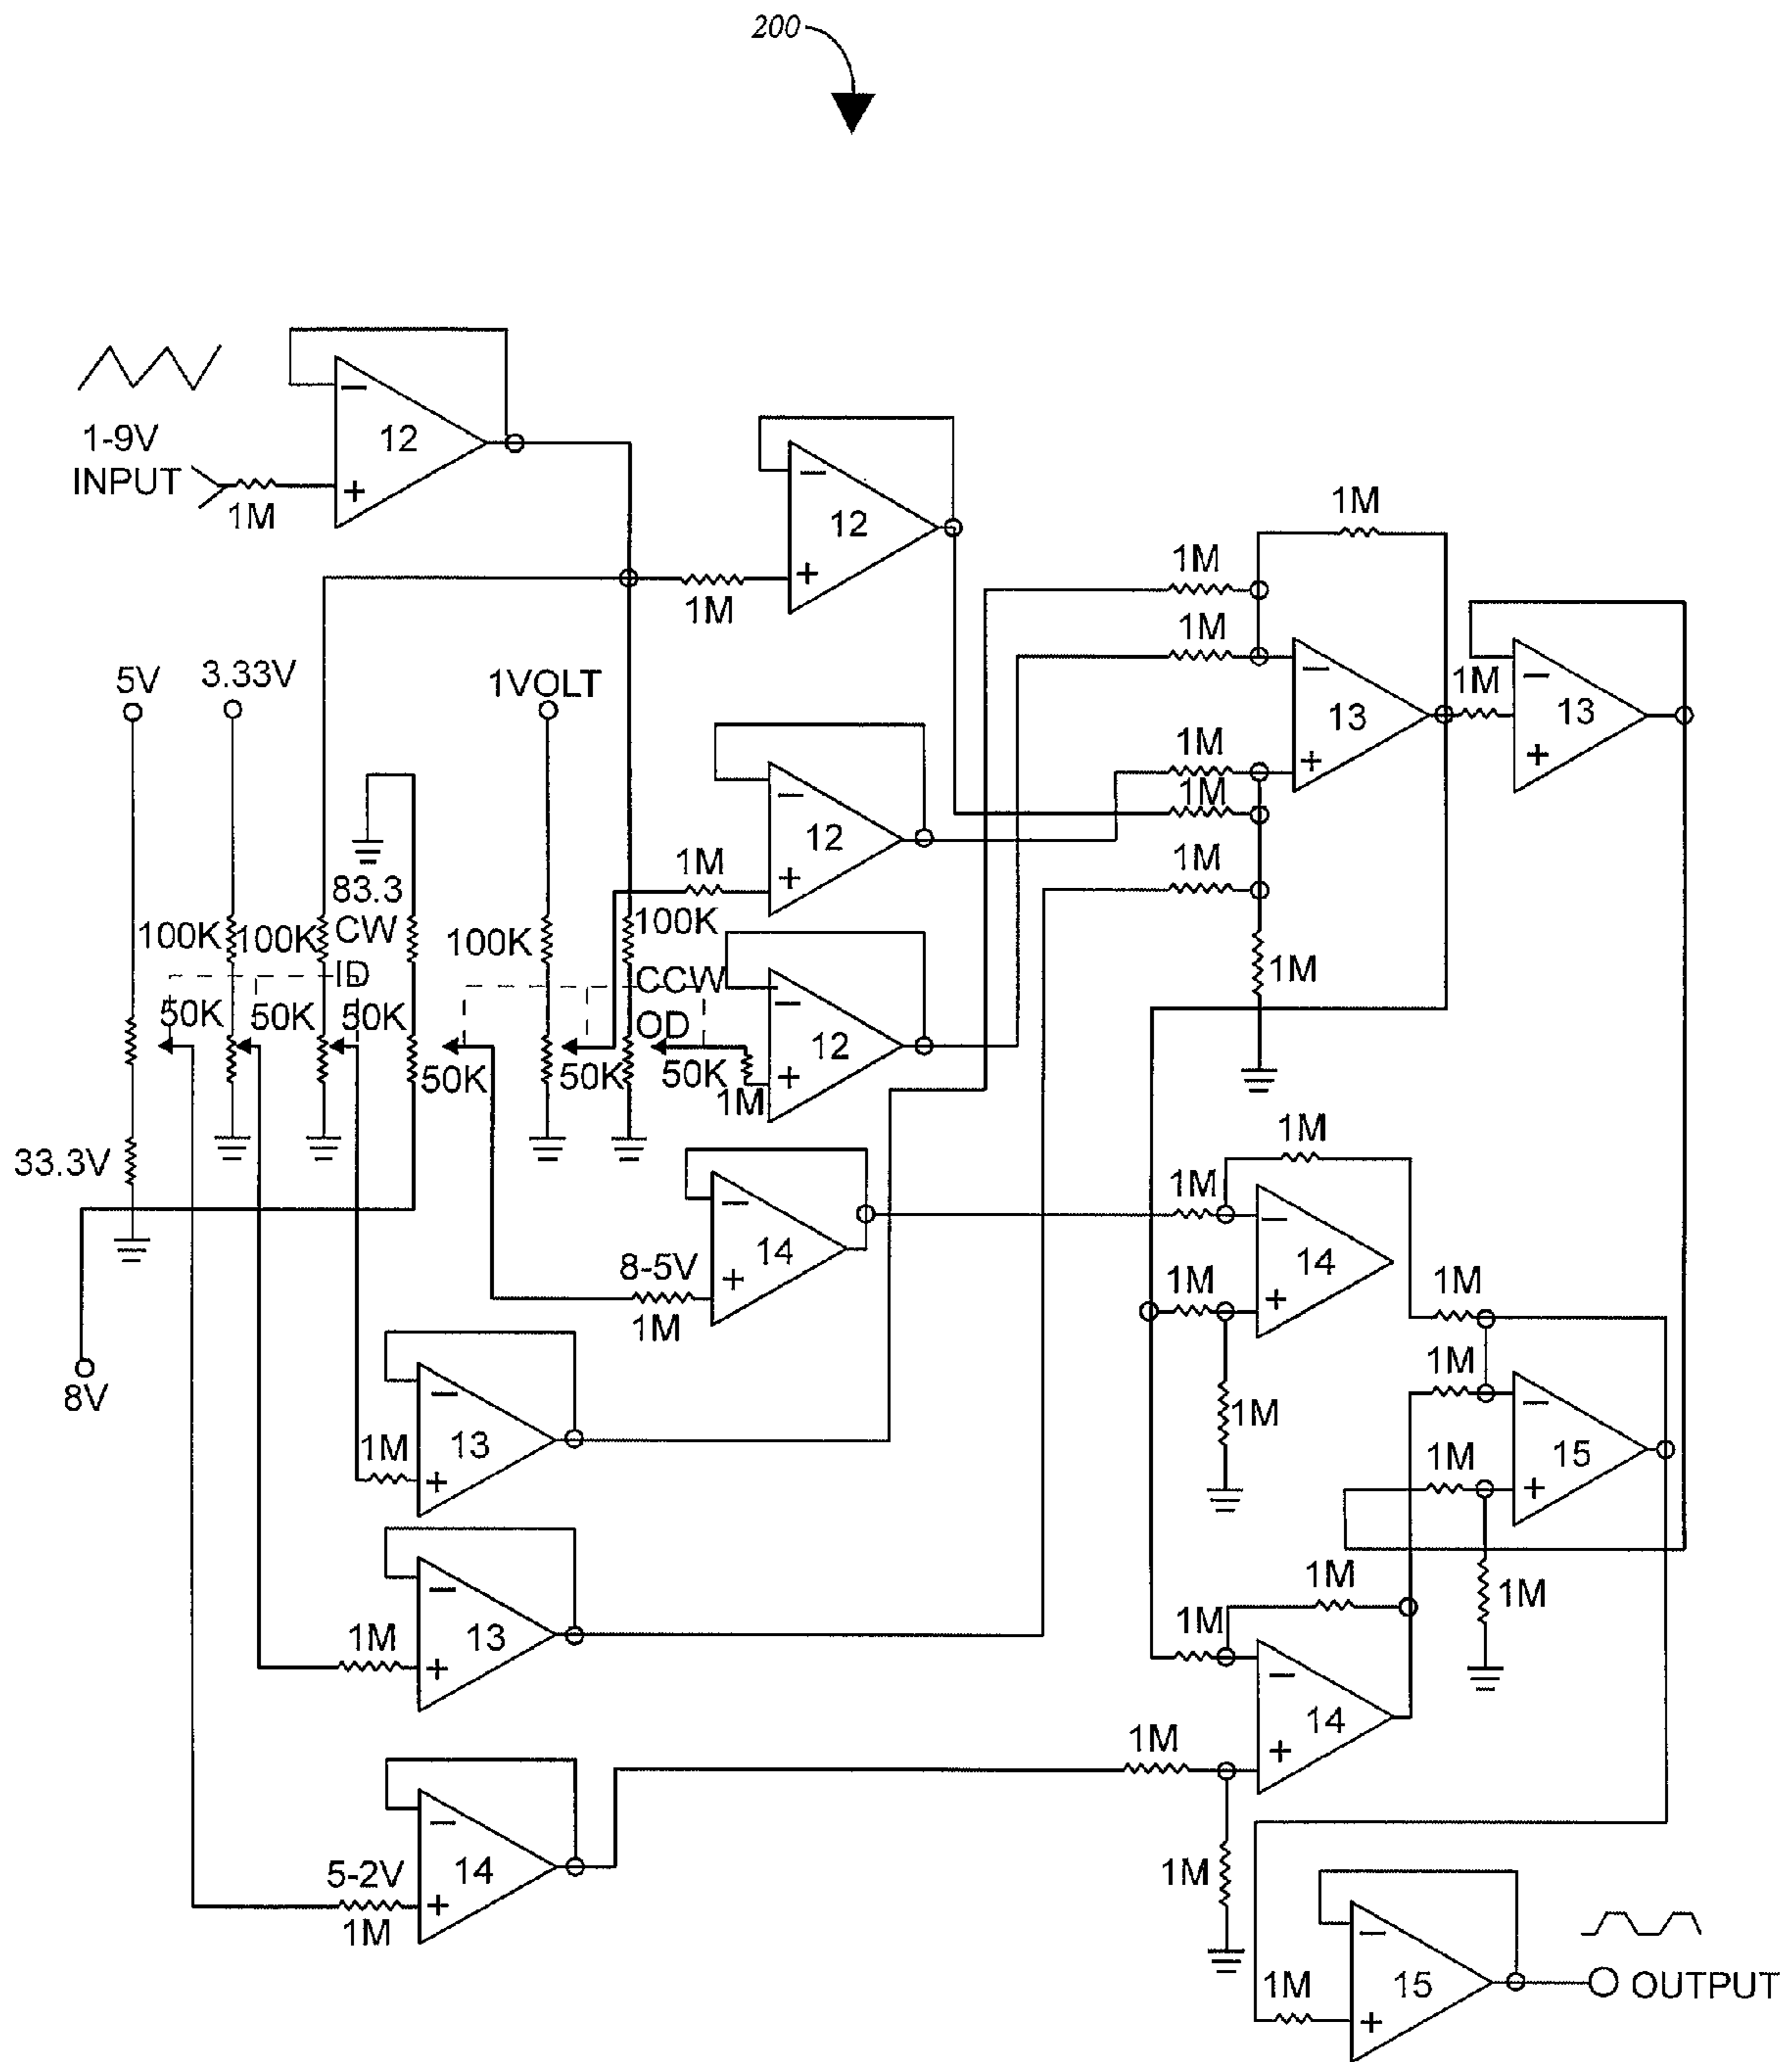 200
12
1-9V
INPUT
+
1M
−
12
−
+
1M
1M
1M
1M
−
13
+
1M
−
13
+
5V
3.33V
1VOLT
1M
1M
−
12
+
1M
1M
100K
100K
83.3
CW
ID
100K
100K
CCW
OD
−
12
+
1M
50K
50K
50K
50K
50K
50K
1M
33.3V
1M
1M
−
14
+
8-5V
1M
−
14
+
1M
1M
1M
1M
−
15
+
1M
1M
8V
−
13
+
1M
−
13
+
1M
1M
1M
−
14
+
1M
1M
−
14
+
5-2V
1M
−
15
+
1M
OUTPUT